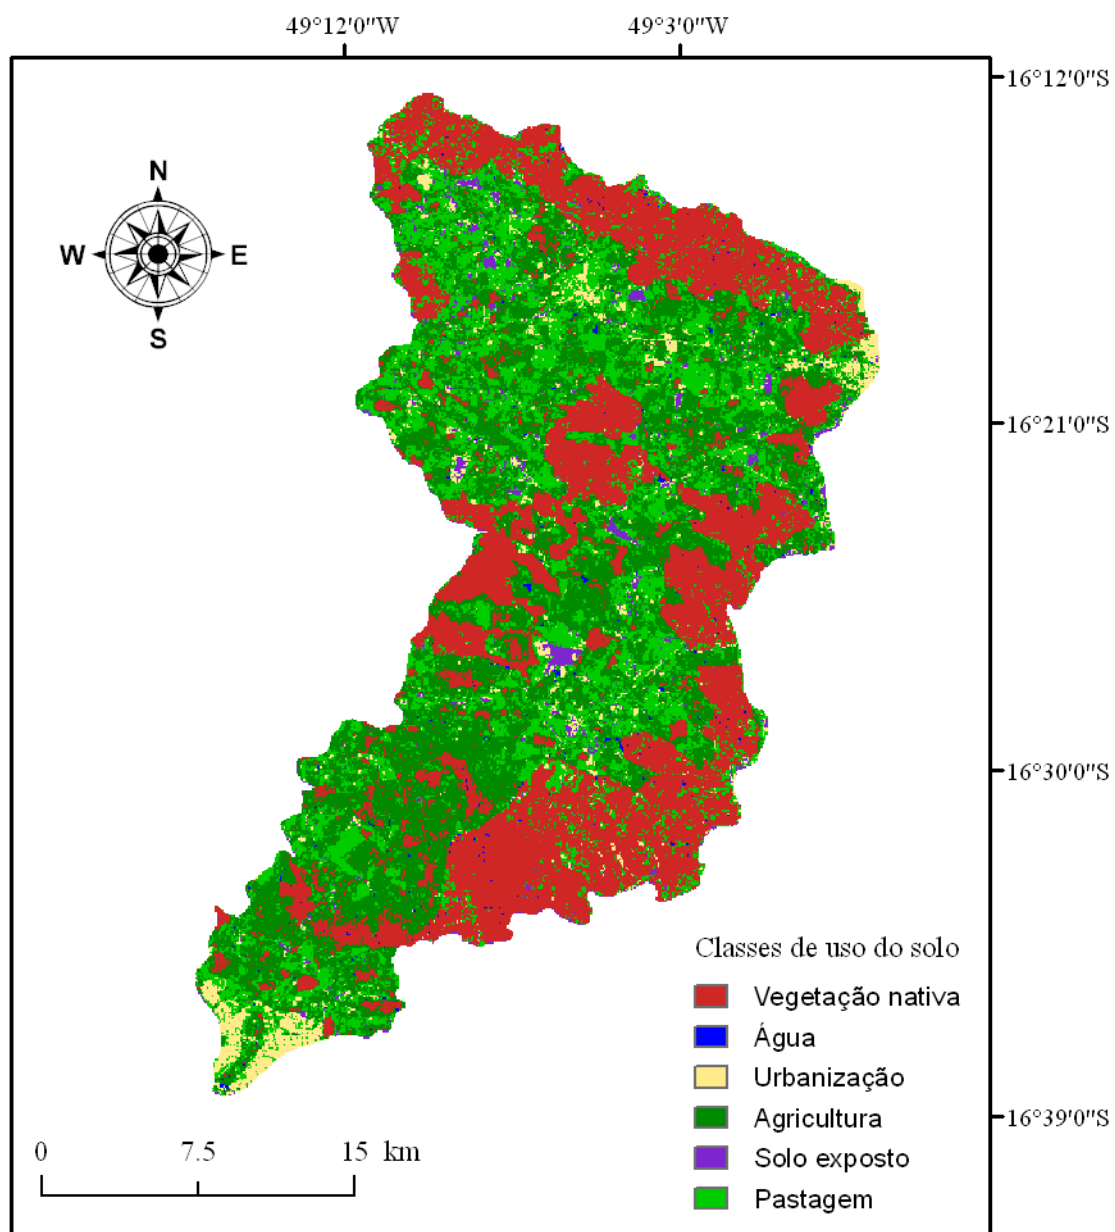 49°12'0"W 49°3'0"W
16°12'0"S
N
W E
S
16°21'0"S
16°30'0"S
Classes de uso do solo
Vegetação nativa
Água
Urbanização
Agricultura
Solo exposto
Pastagem
16°39'0"S
0 7.5 15 km